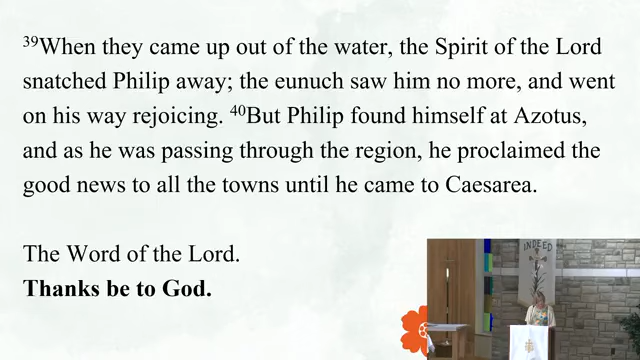 ³⁹When they came up out of the water, the Spirit of the Lord
snatched Philip away; the eunuch saw him no more, and went
on his way rejoicing. ⁴⁰But Philip found himself at Azotus,
and as he was passing through the region, he proclaimed the
good news to all the towns until he came to Caesarea.
The Word of the Lord.
Thanks be to God.
INDEED